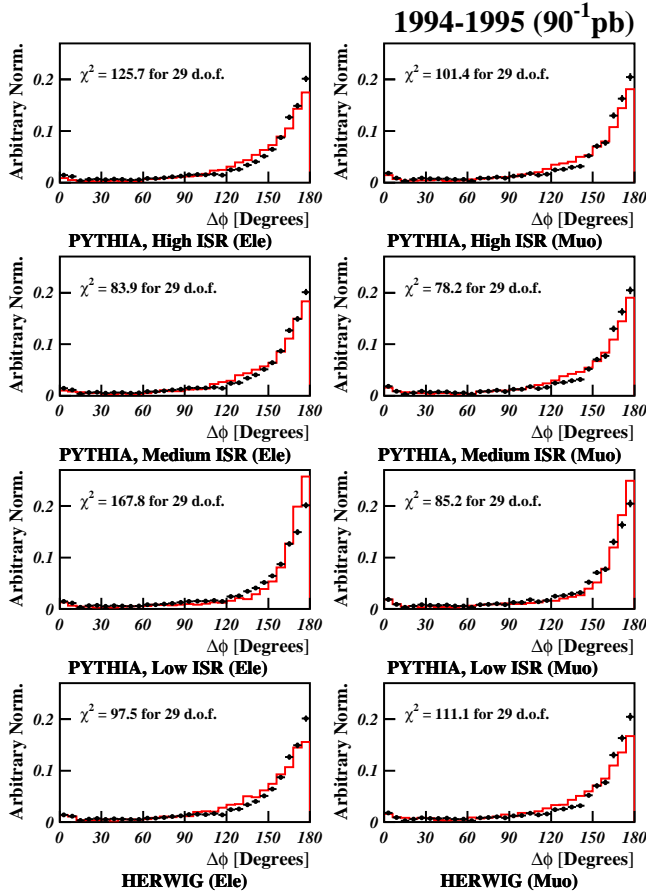 1994-1995 (90⁻¹pb)
Arbitrary Norm.
χ² = 125.7 for 29 d.o.f.
0.2
0.1
0
0 30 60 90 120 150 180
Δϕ [Degrees]
PYTHIA, High ISR (Ele)
Arbitrary Norm.
χ² = 101.4 for 29 d.o.f.
0.2
0.1
0
0 30 60 90 120 150 180
Δϕ [Degrees]
PYTHIA, High ISR (Muo)
Arbitrary Norm.
χ² = 83.9 for 29 d.o.f.
0.2
0.1
0
0 30 60 90 120 150 180
Δϕ [Degrees]
PYTHIA, Medium ISR (Ele)
Arbitrary Norm.
χ² = 78.2 for 29 d.o.f.
0.2
0.1
0
0 30 60 90 120 150 180
Δϕ [Degrees]
PYTHIA, Medium ISR (Muo)
Arbitrary Norm.
χ² = 167.8 for 29 d.o.f.
0.2
0.1
0
0 30 60 90 120 150 180
Δϕ [Degrees]
PYTHIA, Low ISR (Ele)
Arbitrary Norm.
χ² = 85.2 for 29 d.o.f.
0.2
0.1
0
0 30 60 90 120 150 180
Δϕ [Degrees]
PYTHIA, Low ISR (Muo)
Arbitrary Norm.
χ² = 97.5 for 29 d.o.f.
0.2
0.1
0
0 30 60 90 120 150 180
Δϕ [Degrees]
HERWIG (Ele)
Arbitrary Norm.
χ² = 111.1 for 29 d.o.f.
0.2
0.1
0
0 30 60 90 120 150 180
Δϕ [Degrees]
HERWIG (Muo)